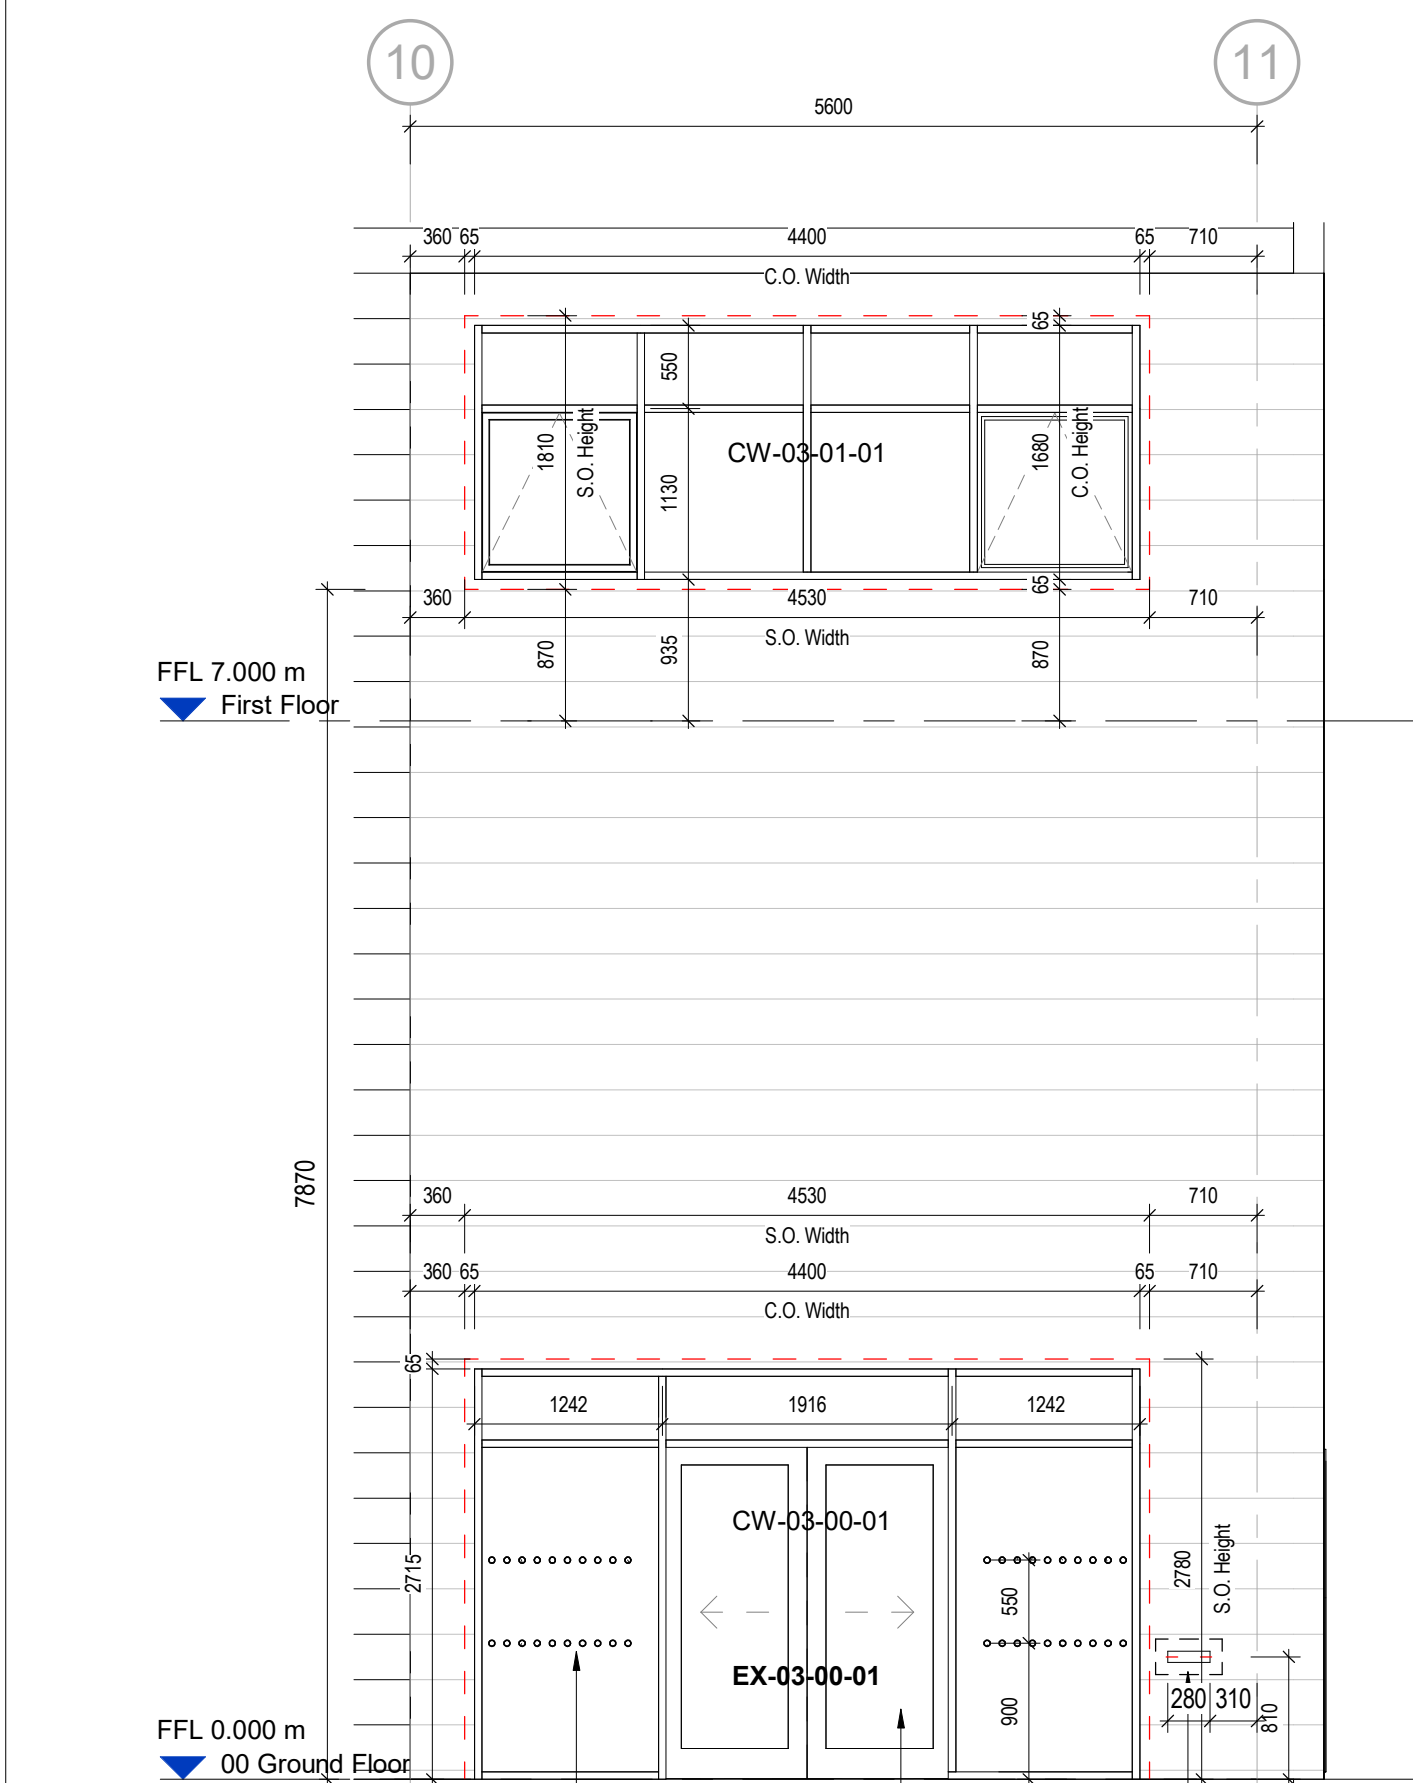 10
11
5600
360 65 4400 65 710
C.O. Width
65
550
1810
S.O. Height
CW-03-01-01
1680
C.O. Height
1130
65
360 4530 710
S.O. Width
870
935
870
FFL 7.000 m
First Floor
7870
360 4530 710
S.O. Width
360 65 4400 65 710
C.O. Width
65
1242 1916 1242
CW-03-00-01
2715
2780
S.O. Height
550
EX-03-00-01
900
280 310
810
FFL 0.000 m
00 Ground Floor